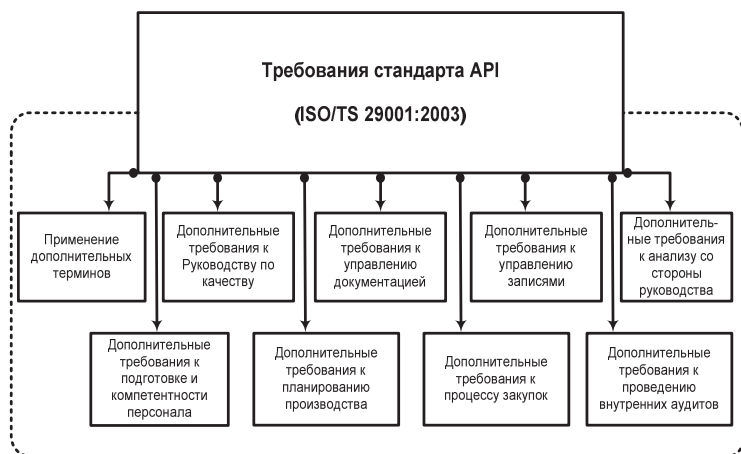 Требования стандарта API
(ISO/TS 29001:2003)
Применение
дополнительных
терминов
Дополнительные
требования к
Руководству по
качеству
Дополнительные
требования к
управлению
документацией
Дополнительные
требования к
управлению
записями
Дополнитель-
ные требования
к анализу со
стороны
руководства
Дополнительные
требования к
подготовке и
компетентности
персонала
Дополнительные
требования к
планированию
производства
Дополнительные
требования к
процессу закупок
Дополнительные
требования к
проведению
внутренних аудитов